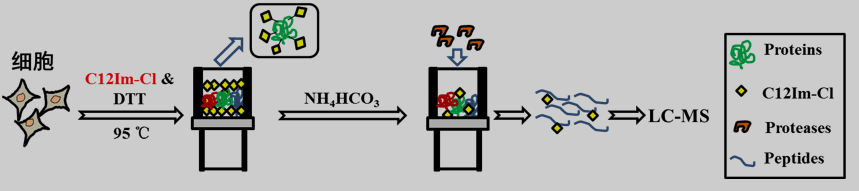 细胞
C12Im-Cl &
DTT
95 ℃
NH₄HCO₃
LC-MS
Proteins
C12Im-Cl
Proteases
Peptides